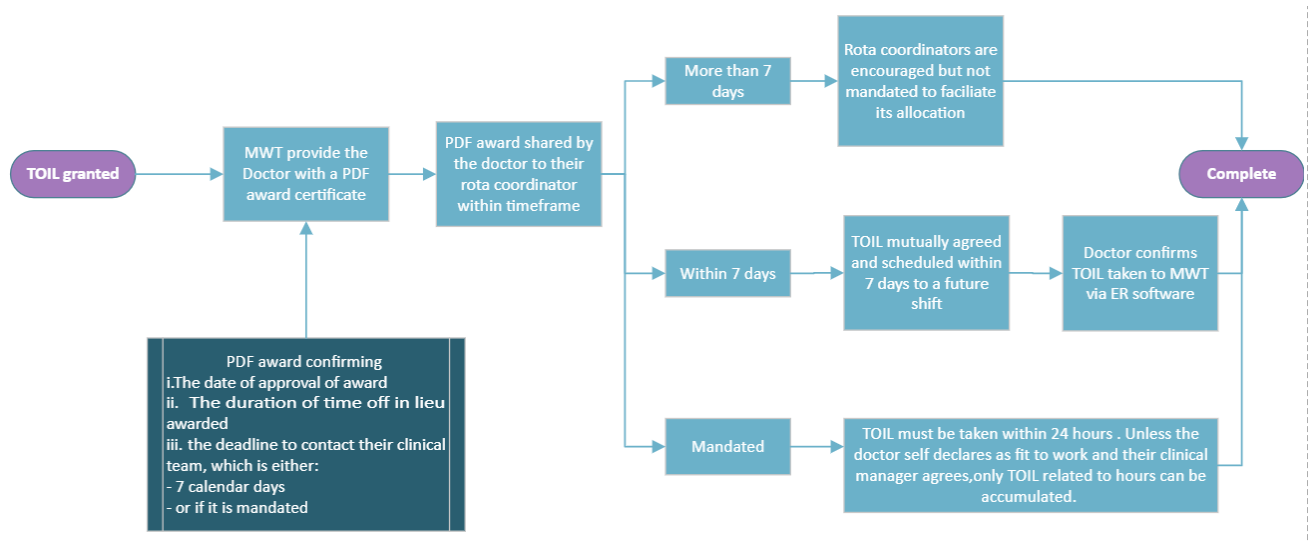 TOIL granted
MWT provide the
Doctor with a PDF
award certificate
PDF award confirming
i.The date of approval of award
ii. The duration of time off in lieu
awarded
iii. the deadline to contact their clinical
team, which is either:
- 7 calendar days
- or if it is mandated
PDF award shared by
the doctor to their
rota coordinator
within timeframe
More than 7
days
Rota coordinators are
encouraged but not
mandated to faciliate
its allocation
Within 7 days
TOIL mutually agreed
and scheduled within
7 days to a future
shift
Doctor confirms
TOIL taken to MWT
via ER software
Mandated
TOIL must be taken within 24 hours . Unless the
doctor self declares as fit to work and their clinical
manager agrees,only TOIL related to hours can be
accumulated.
Complete